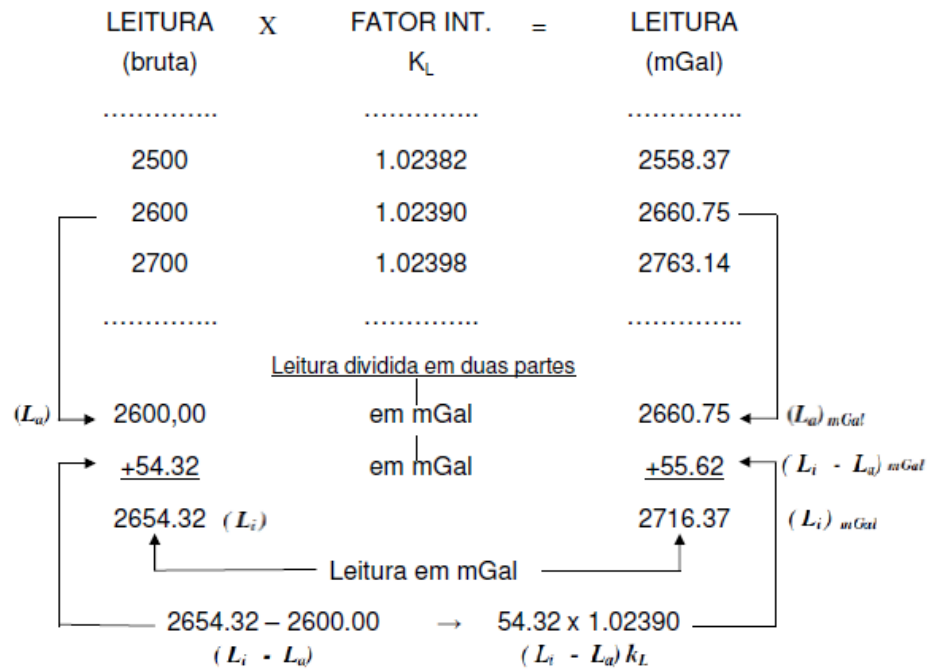 LEITURA X FATOR INT. = LEITURA
(bruta) K_L (mGal)
.............. .............. ..............
2500 1.02382 2558.37
2600 1.02390 2660.75
2700 1.02398 2763.14
.............. .............. ..............
Leitura dividida em duas partes
(L_a) 2600,00 em mGal 2660.75 (L_a) mGal
+54.32 em mGal +55.62 (L_i - L_a) mGal
2654.32 (L_i) 2716.37 (L_i) mGal
Leitura em mGal
2654.32 – 2600.00 → 54.32 x 1.02390
(L_i - L_a) (L_i - L_a) k_L